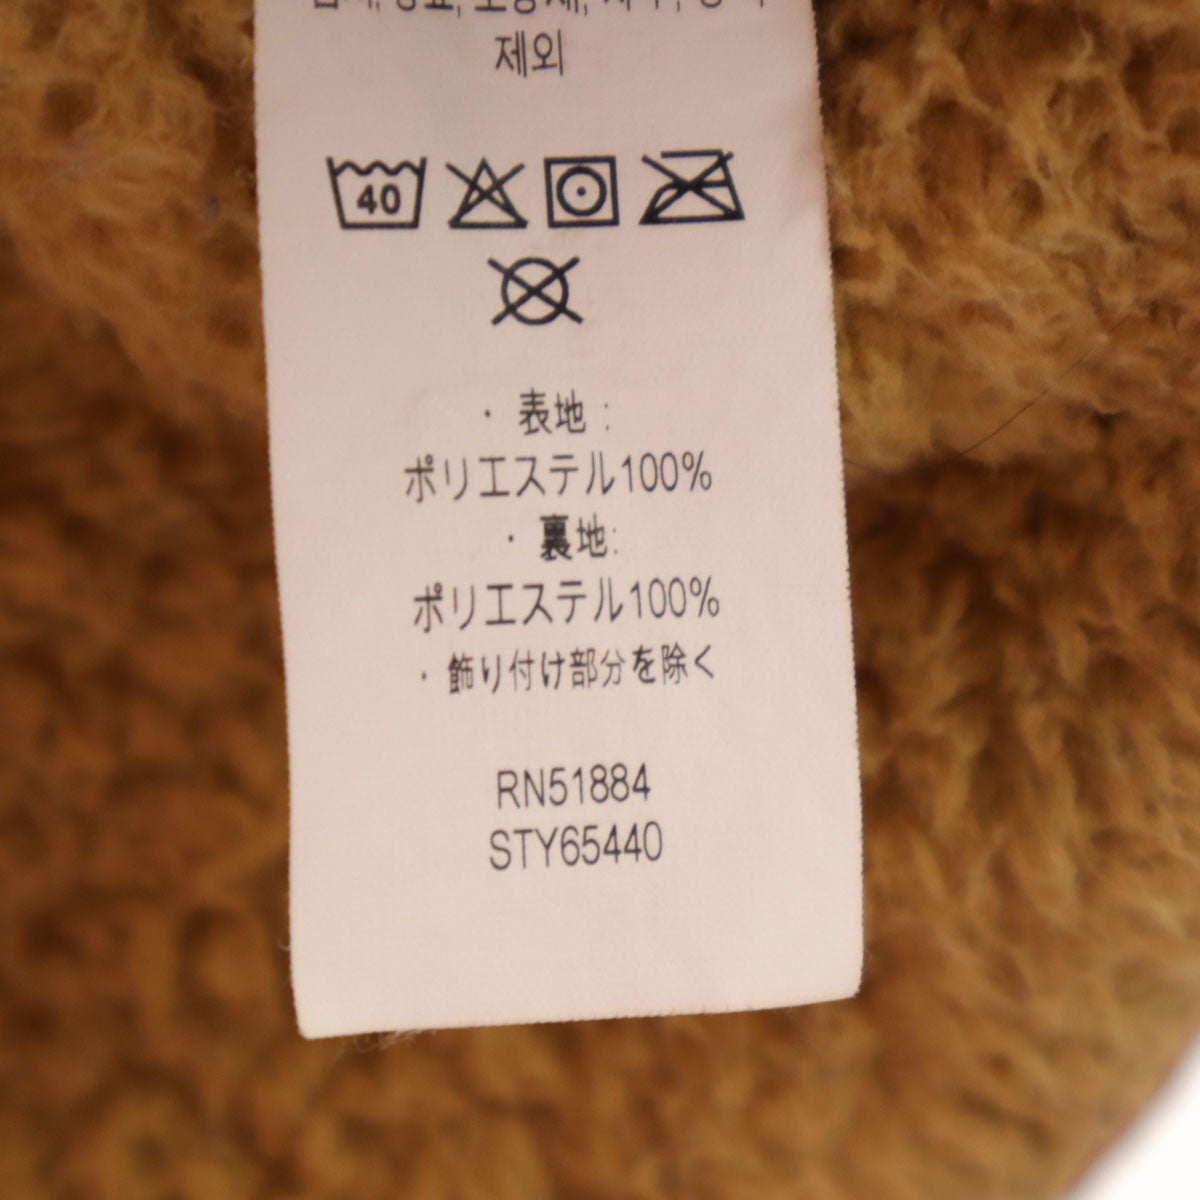 제외
40
・表地 :
ポリエステル100%
・裏地:
ポリエステル100%
・飾り付け部分を除く
RN51884
STY65440